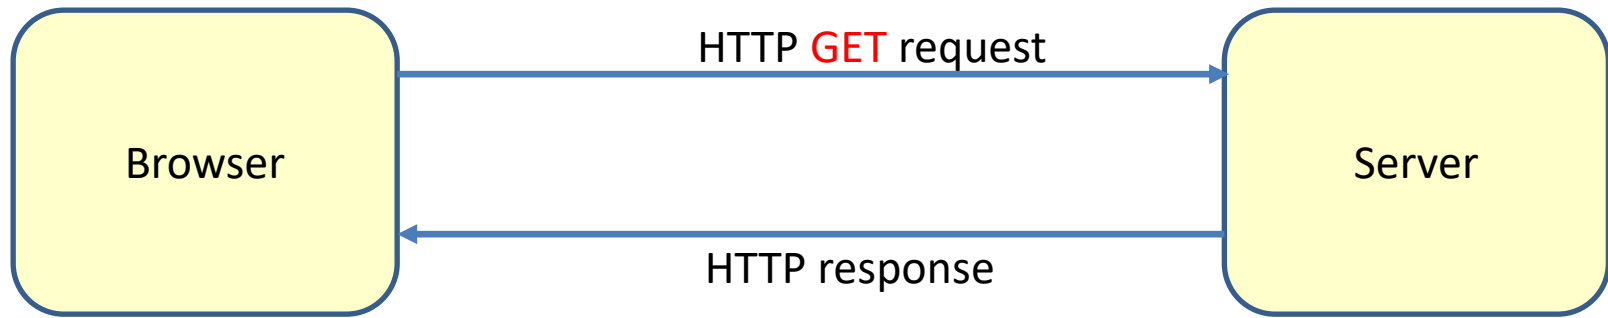 HTTP GET request
Browser
Server
HTTP response